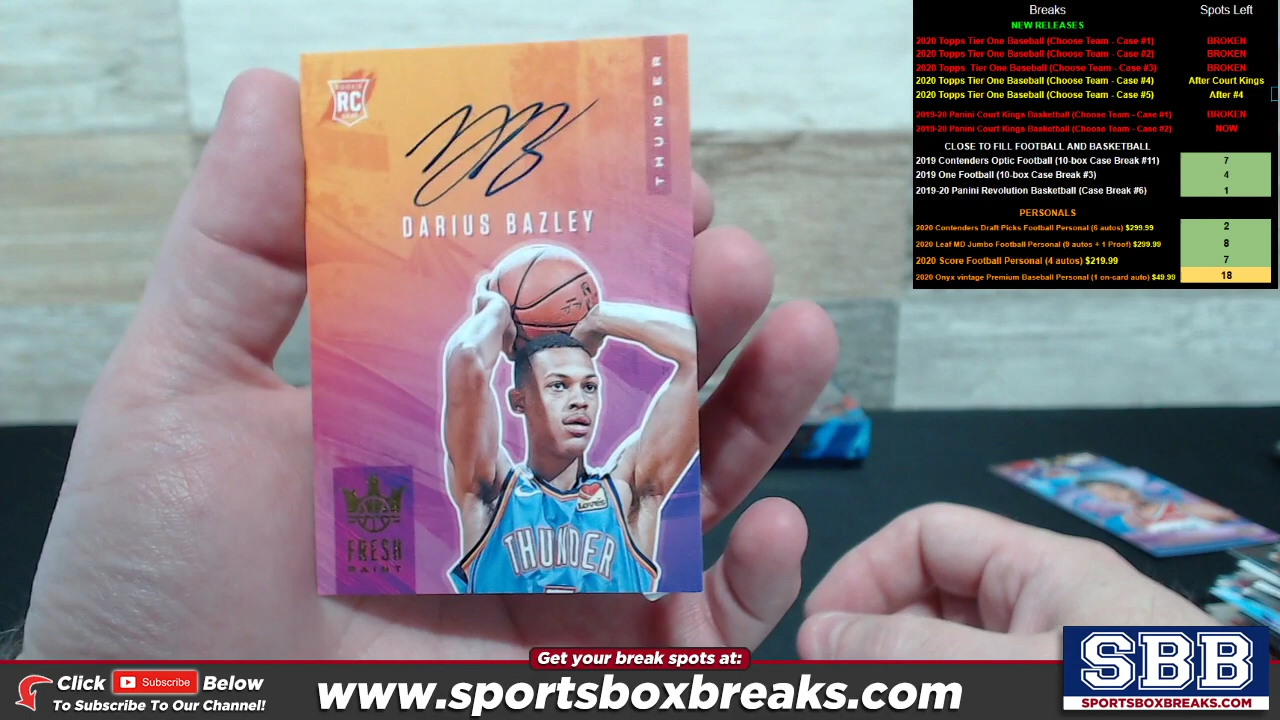 Breaks Spots Left
NEW RELEASES
2020 Topps Tier One Baseball (Choose Team - Case #1) BROKEN
2020 Topps Tier One Baseball (Choose Team - Case #2) BROKEN
2020 Topps Tier One Baseball (Choose Team - Case #3) BROKEN
2020 Topps Tier One Baseball (Choose Team - Case #4) After Court Kings
2020 Topps Tier One Baseball (Choose Team - Case #5) After #4
2019-20 Panini Court Kings Basketball (Choose Team - Case #1) BROKEN
2019-20 Panini Court Kings Basketball (Choose Team - Case #2) NOW
CLOSE TO FILL FOOTBALL AND BASKETBALL
2019 Contenders Optic Football (10-box Case Break #11) 7
2019 One Football (10-box Case Break #3) 4
2019-20 Panini Revolution Basketball (Case Break #6) 1
PERSONALS
2020 Contenders Draft Picks Football Personal (6 autos) $299.99 2
2020 Leaf MD Jumbo Football Personal (9 autos + 1 Proof) $299.99 8
2020 Score Football Personal (4 autos) $219.99 7
2020 Onyx vintage Premium Baseball Personal (1 on-card auto) $49.99 18
RC
THUNDER
DARIUS BAZLEY
love's
THUNDER
FRESH
PAINT
Get your break spots at:
www.sportsboxbreaks.com
Click Subscribe Below
To Subscribe To Our Channel!
SBB
SPORTSBOXBREAKS.COM